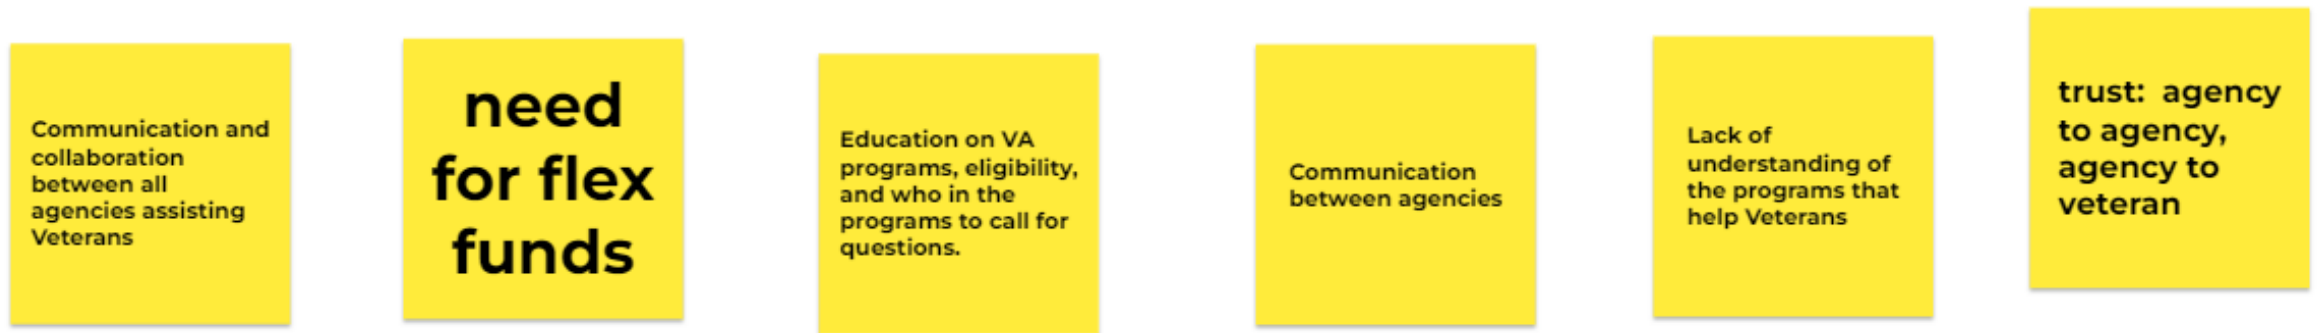 Communication and
collaboration
between all
agencies assisting
Veterans
need
for flex
funds
Education on VA
programs, eligibility,
and who in the
programs to call for
questions.
Communication
between agencies
Lack of
understanding of
the programs that
help Veterans
trust:  agency
to agency,
agency to
veteran